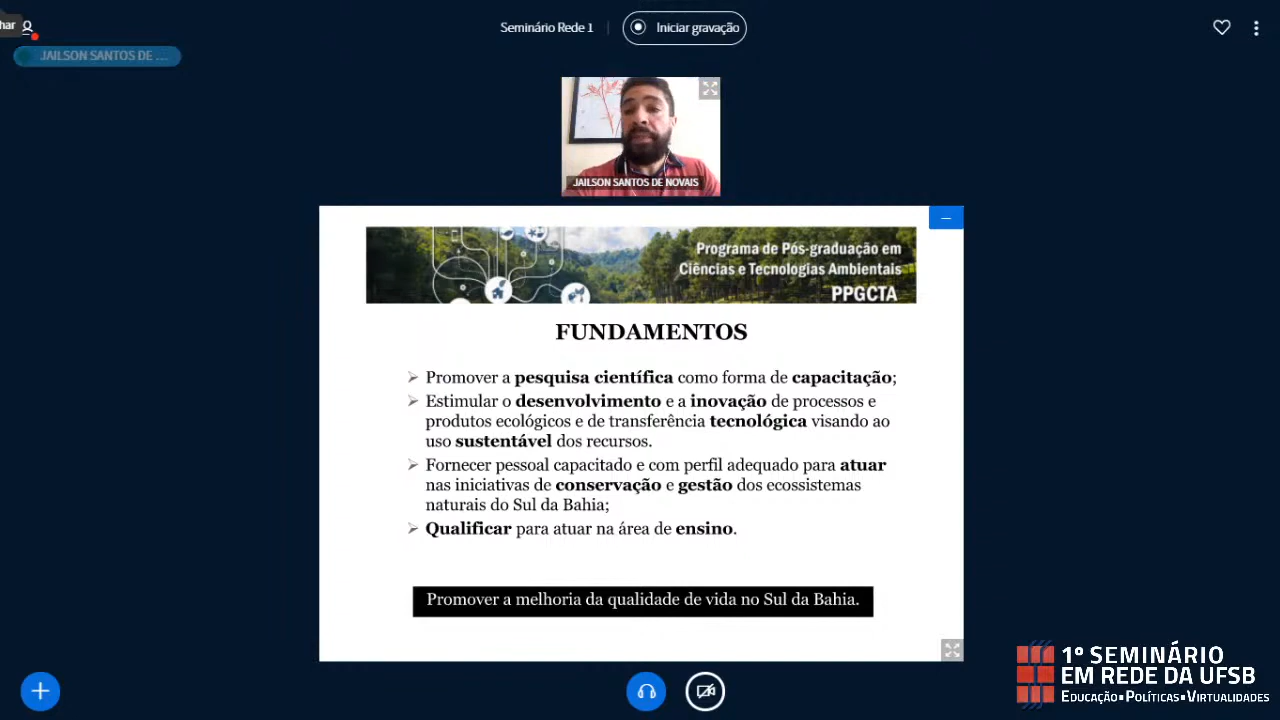 har
Seminário Rede 1
Iniciar gravação
JAILSON SANTOS DE ...
JAILSON SANTOS DE NOVAIS
Programa de Pós-graduação em
Ciências e Tecnologias Ambientais
PPGCTA
FUNDAMENTOS
Promover a pesquisa científica como forma de capacitação;
Estimular o desenvolvimento e a inovação de processos e
produtos ecológicos e de transferência tecnológica visando ao
uso sustentável dos recursos.
Fornecer pessoal capacitado e com perfil adequado para atuar
nas iniciativas de conservação e gestão dos ecossistemas
naturais do Sul da Bahia;
Qualificar para atuar na área de ensino.
Promover a melhoria da qualidade de vida no Sul da Bahia.
1º SEMINÁRIO
EM REDE DA UFSB
EDUCAÇÃO▪POLÍTICAS▪VIRTUALIDADES